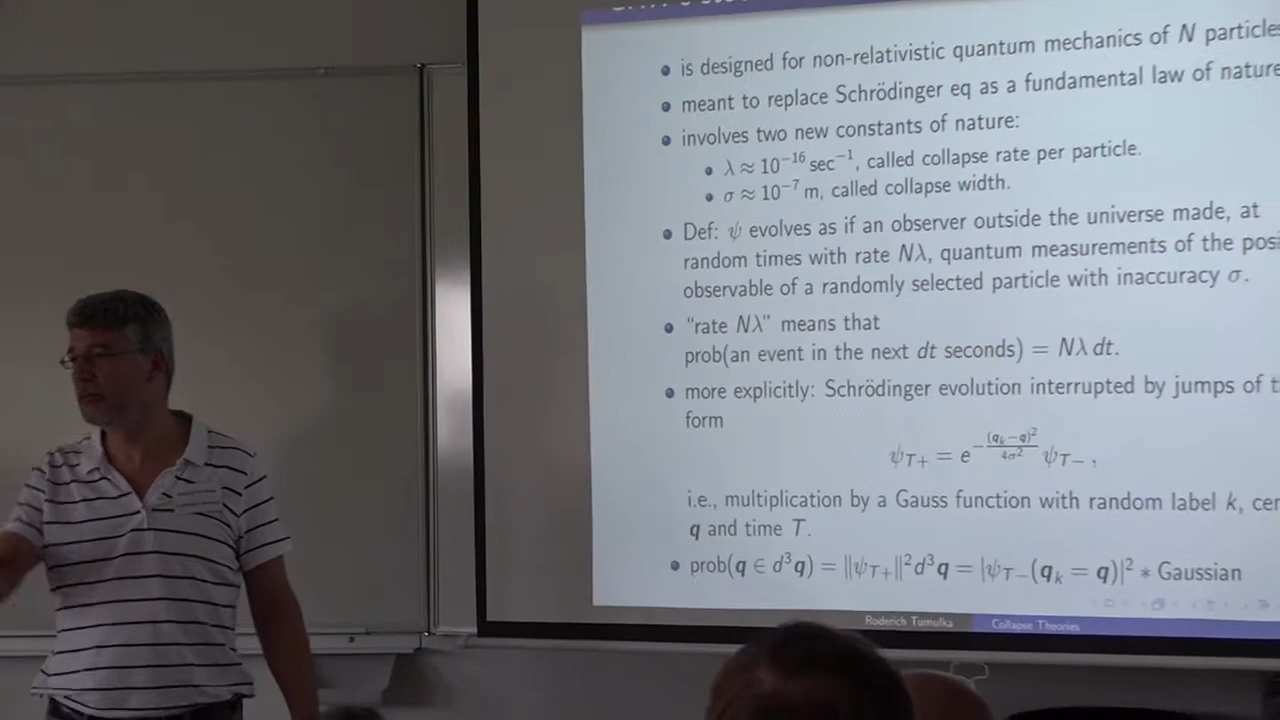 is designed for non-relativistic quantum mechanics of N particles
meant to replace Schrödinger eq as a fundamental law of nature
involves two new constants of nature:
λ ≈ 10⁻¹⁶ sec⁻¹, called collapse rate per particle.
σ ≈ 10⁻⁷ m, called collapse width.
Def: ψ evolves as if an observer outside the universe made, at
random times with rate Nλ, quantum measurements of the
observable of a randomly selected particle with inaccuracy σ.
"rate Nλ" means that
prob(an event in the next dt seconds) = Nλ dt.
more explicitly: Schrödinger evolution interrupted by jumps of
form
ψ_{T+} = e^{-\frac{(q_k-q)^2}{4σ^2}} ψ_{T−} ,
i.e., multiplication by a Gauss function with random label k,
q and time T.
prob(q ∈ d³q) = ‖ψ_{T+}‖² d³q = |ψ_{T−}(q_k = q)|² ∗ Gaussian
Roderich Tumulka Collapse Theories